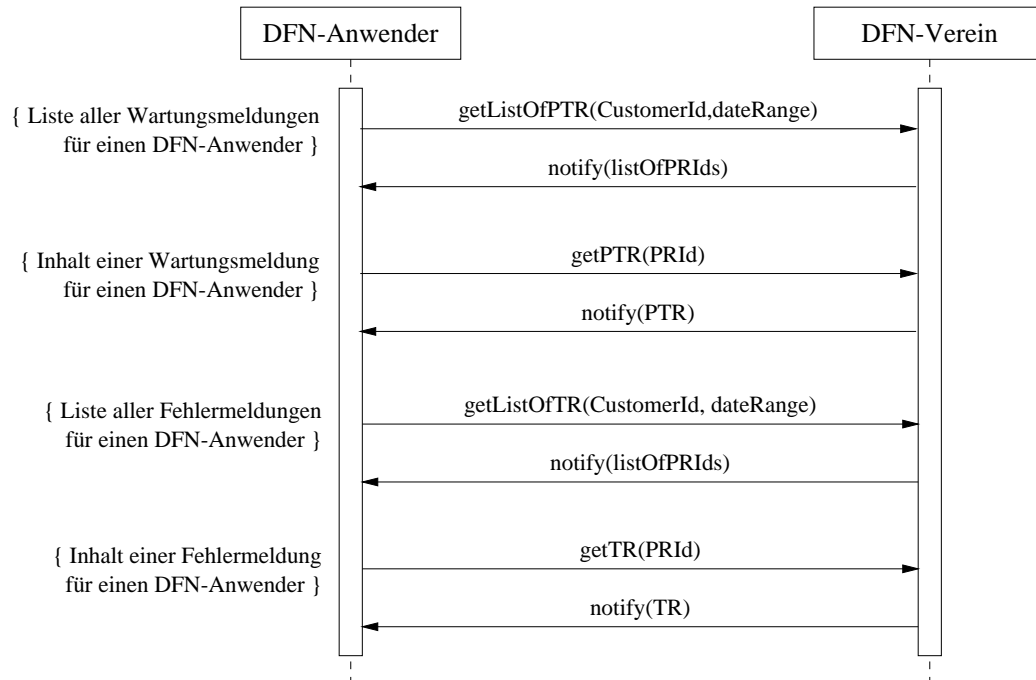 DFN-Anwender
DFN-Verein
{ Liste aller Wartungsmeldungen
für einen DFN-Anwender }
getListOfPTR(CustomerId,dateRange)
notify(listOfPRIds)
{ Inhalt einer Wartungsmeldung
für einen DFN-Anwender }
getPTR(PRId)
notify(PTR)
{ Liste aller Fehlermeldungen
für einen DFN-Anwender }
getListOfTR(CustomerId, dateRange)
notify(listOfPRIds)
{ Inhalt einer Fehlermeldung
für einen DFN-Anwender }
getTR(PRId)
notify(TR)